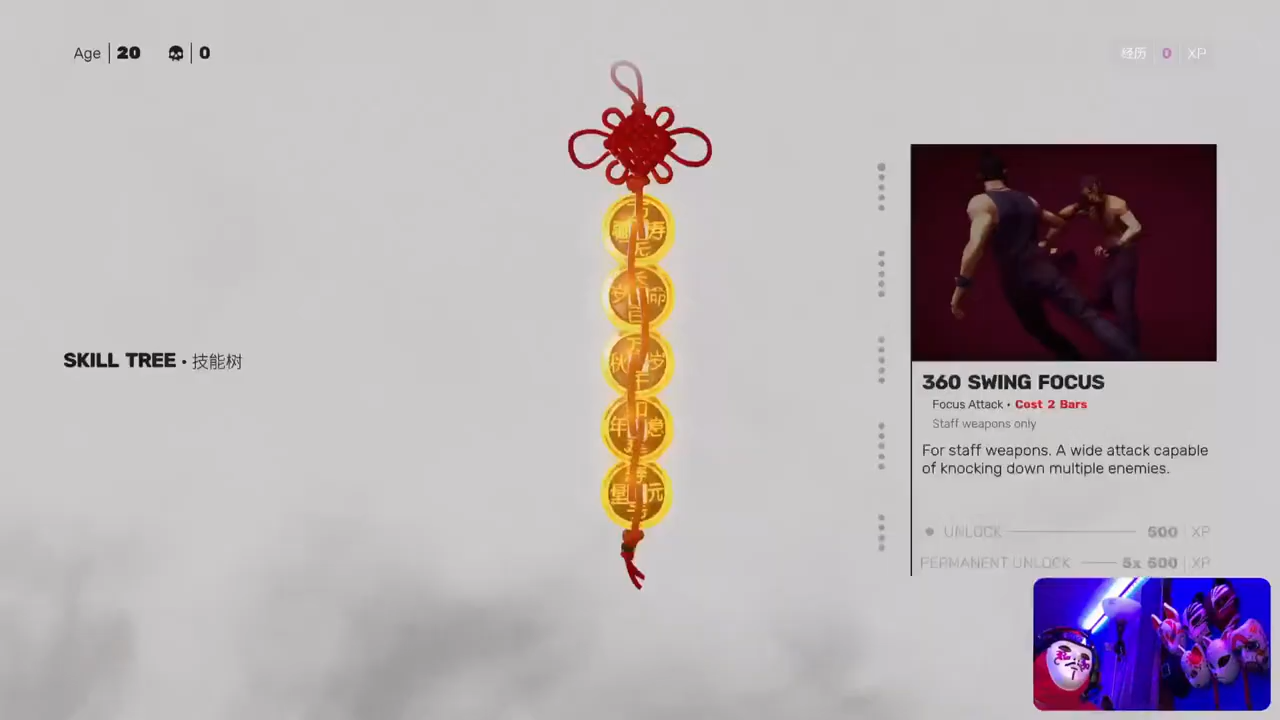 Age 20 0
经历 0 XP
SKILL TREE • 技能树
360 SWING FOCUS
Focus Attack • Cost 2 Bars
Staff weapons only
For staff weapons. A wide attack capable
of knocking down multiple enemies.
UNLOCK 500 XP
PERMANENT UNLOCK 5x 500 XP